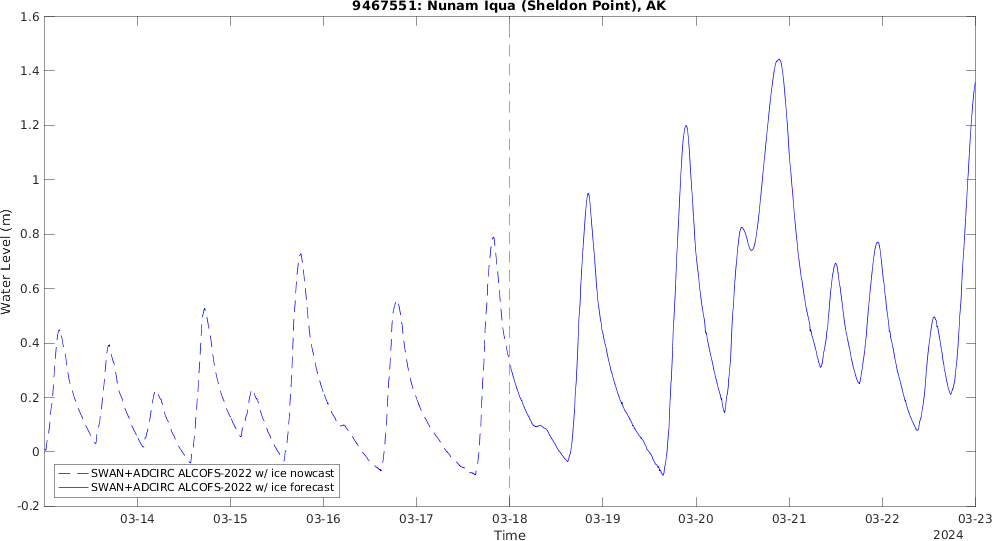 9467551: Nunam Iqua (Sheldon Point), AK
Water Level (m)
1.6
1.4
1.2
1
0.8
0.6
0.4
0.2
0
-0.2
SWAN+ADCIRC ALCOFS-2022 w/ ice nowcast
SWAN+ADCIRC ALCOFS-2022 w/ ice forecast
03-14 03-15 03-16 03-17 03-18 03-19 03-20 03-21 03-22 03-23
Time
2024